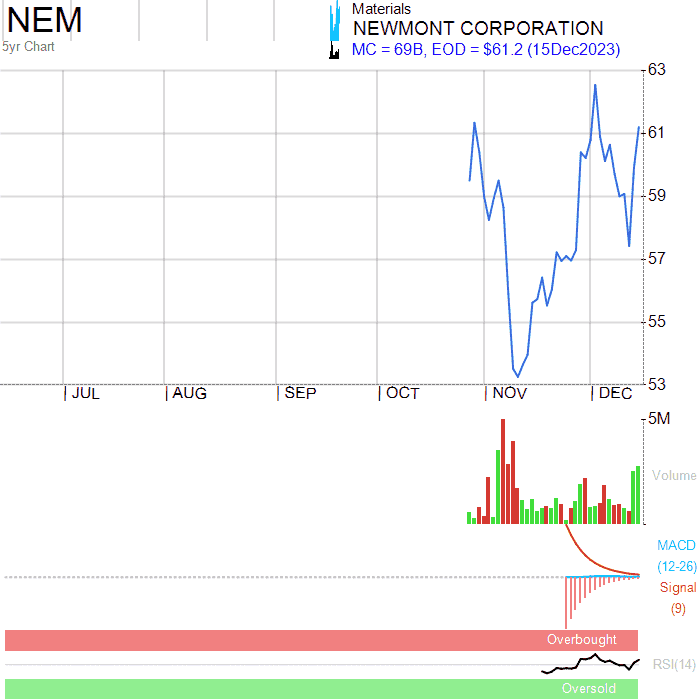 NEM
5yr Chart
Materials
NEWMONT CORPORATION
MC = 69B, EOD = $61.2 (15Dec2023)
63
61
59
57
55
53
JUL AUG SEP OCT NOV DEC
5M
Volume
MACD
(12-26)
Signal
(9)
Overbought
RSI(14)
Oversold